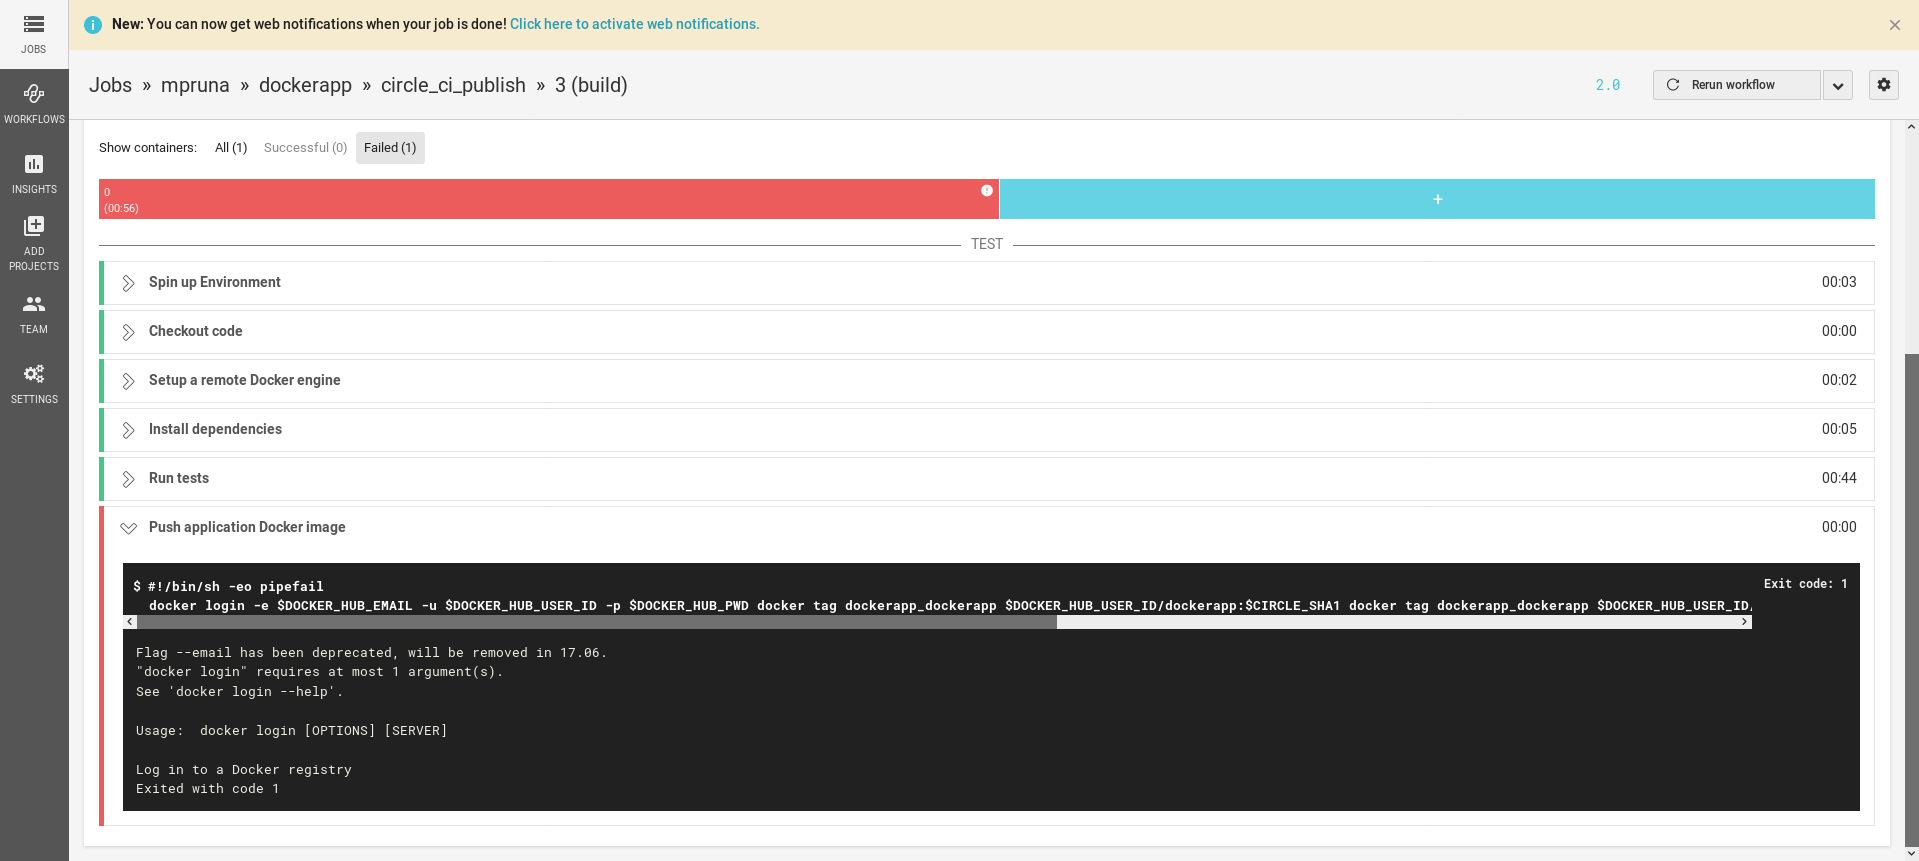 JOBS
WORKFLOWS
INSIGHTS
ADD
PROJECTS
TEAM
SETTINGS
New: You can now get web notifications when your job is done! Click here to activate web notifications.
Jobs » mpruna » dockerapp » circle_ci_publish » 3 (build)
2.0
Rerun workflow
Show containers: All (1) Successful (0) Failed (1)
0
(00:56)
+
TEST
Spin up Environment 00:03
Checkout code 00:00
Setup a remote Docker engine 00:02
Install dependencies 00:05
Run tests 00:44
Push application Docker image 00:00
$ #!/bin/sh -eo pipefail
Exit code: 1
docker login -e $DOCKER_HUB_EMAIL -u $DOCKER_HUB_USER_ID -p $DOCKER_HUB_PWD docker tag dockerapp_dockerapp $DOCKER_HUB_USER_ID/dockerapp:$CIRCLE_SHA1 docker tag dockerapp_dockerapp $DOCKER_HUB_USER_ID/
Flag --email has been deprecated, will be removed in 17.06.
"docker login" requires at most 1 argument(s).
See 'docker login --help'.
Usage:  docker login [OPTIONS] [SERVER]
Log in to a Docker registry
Exited with code 1